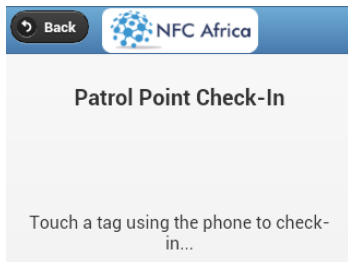 Back
NFC Africa
Patrol Point Check-In
Touch a tag using the phone to check-
in...